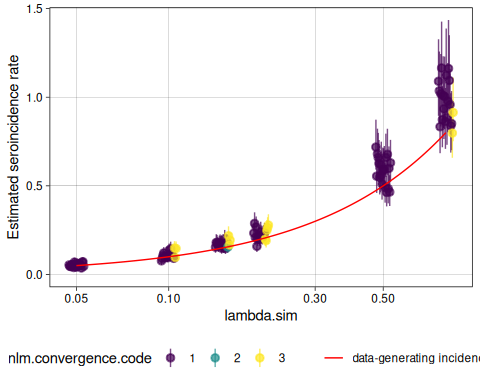 1.5
1.0
0.5
0.0
Estimated seroincidence rate
0.05 0.10 0.30 0.50
lambda.sim
nlm.convergence.code 1 2 3 data-generating incidenc